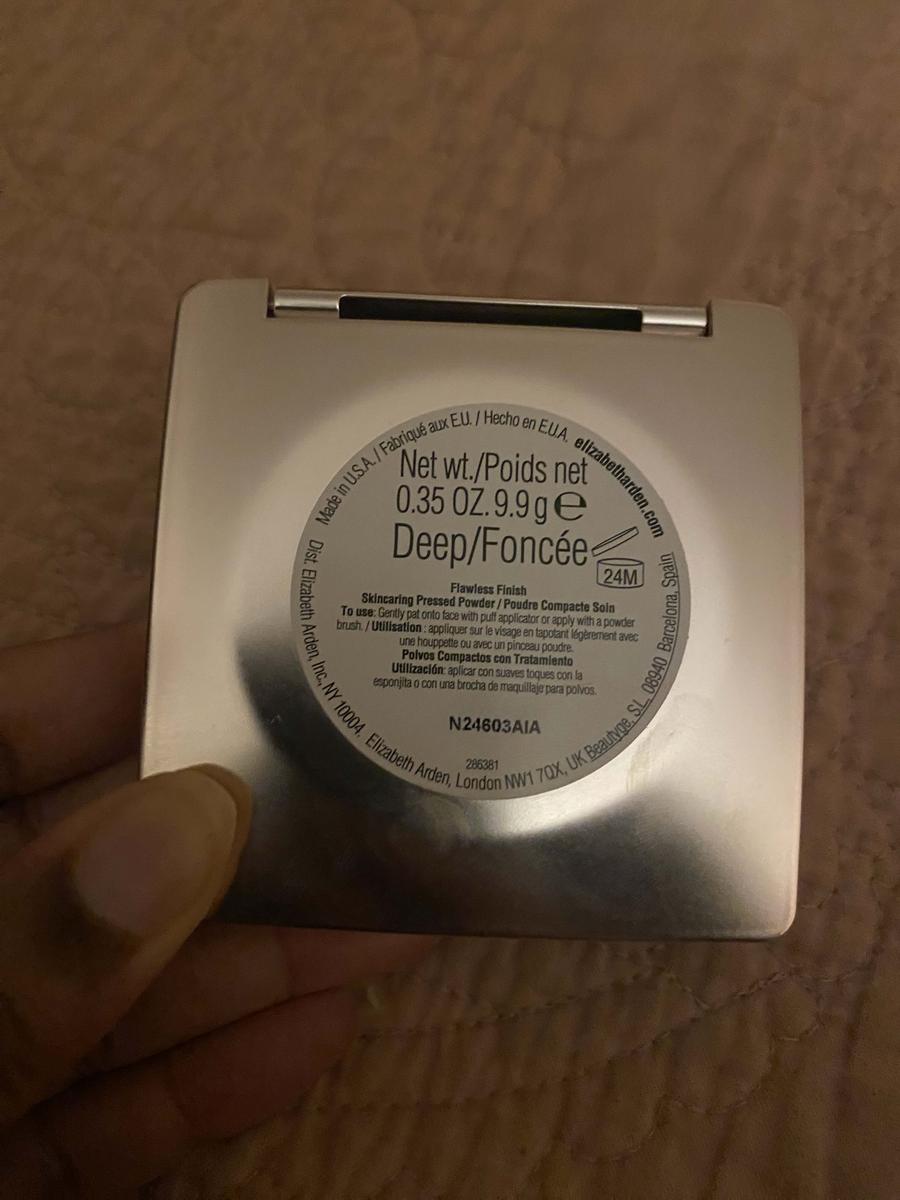 Made in U.S.A. / Fabriqué aux E.U. / Hecho en E.U.A. elizabetharden.com
Net wt./Poids net
0.35 OZ. 9.9 g e
Deep/Foncée
24M
Flawless Finish
Skincaring Pressed Powder / Poudre Compacte Soin
To use: Gently pat onto face with puff applicator or apply with a powder
brush. / Utilisation : appliquer sur le visage en tapotant légèrement avec
une houppette ou avec un pinceau poudre.
Polvos Compactos con Tratamiento
Utilización: aplicar con suaves toques con la
esponjita o con una brocha de maquillaje para polvos.
N24603AIA
286381
Dist. Elizabeth Arden, Inc., NY 10004. Elizabeth Arden, London NW1 7QX, UK Beautyge, S.L. 08940 Barcelona, Spain